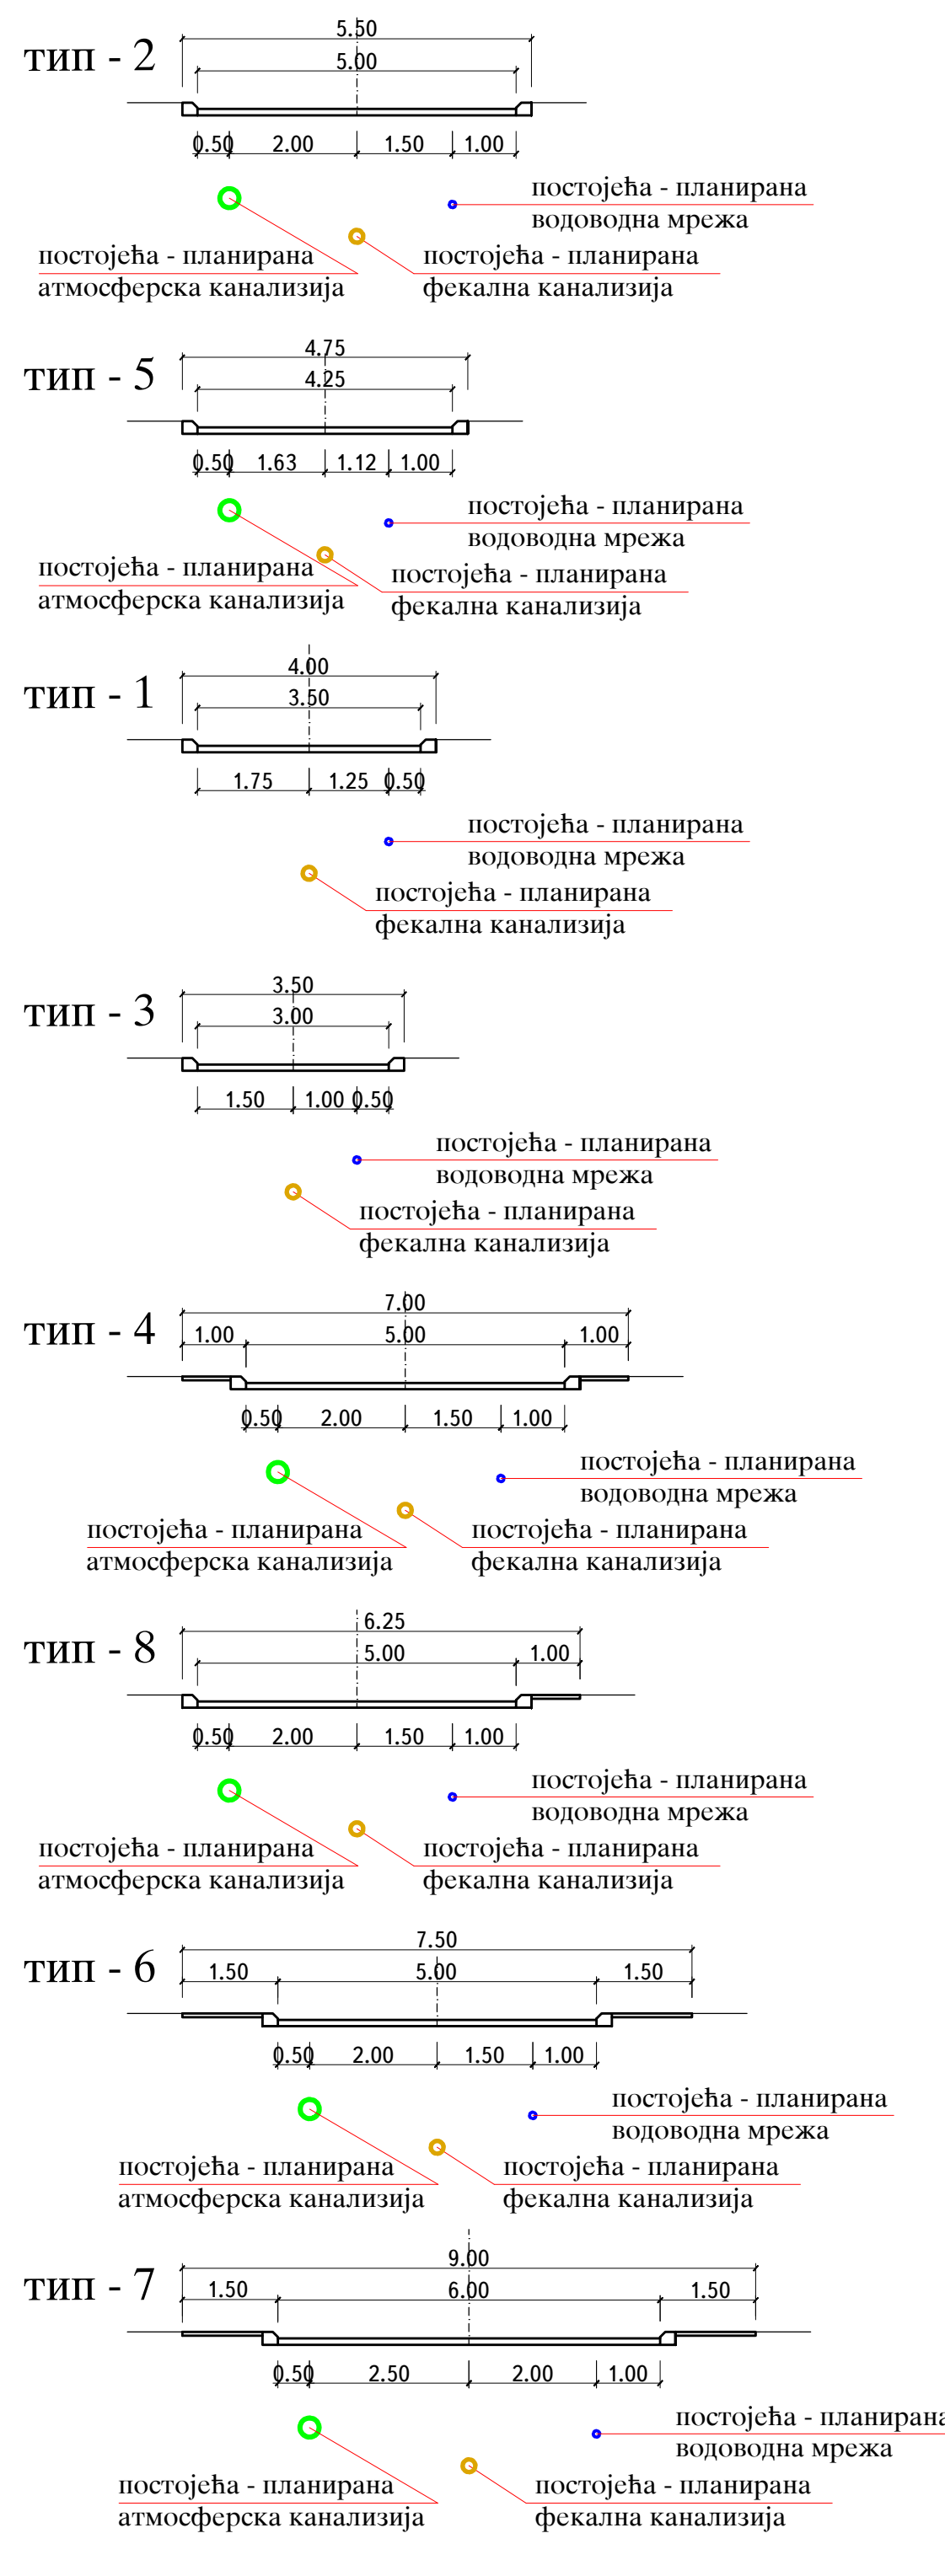 5.50
тип - 2
5.00
0.50 2.00 1.50 1.00
постојећа - планирана
водоводна мрежа
постојећа - планирана
атмосферска канализија
постојећа - планирана
фекална канализија
4.75
тип - 5
4.25
0.50 1.63 1.12 1.00
постојећа - планирана
водоводна мрежа
постојећа - планирана
атмосферска канализија
постојећа - планирана
фекална канализија
4.00
тип - 1
3.50
1.75 1.25 0.50
постојећа - планирана
водоводна мрежа
постојећа - планирана
фекална канализија
3.50
тип - 3
3.00
1.50 1.00 0.50
постојећа - планирана
водоводна мрежа
постојећа - планирана
фекална канализија
7.00
тип - 4
1.00 5.00 1.00
0.50 2.00 1.50 1.00
постојећа - планирана
водоводна мрежа
постојећа - планирана
атмосферска канализија
постојећа - планирана
фекална канализија
6.25
тип - 8
5.00 1.00
0.50 2.00 1.50 1.00
постојећа - планирана
водоводна мрежа
постојећа - планирана
атмосферска канализија
постојећа - планирана
фекална канализија
7.50
тип - 6
1.50 5.00 1.50
0.50 2.00 1.50 1.00
постојећа - планирана
водоводна мрежа
постојећа - планирана
атмосферска канализија
постојећа - планирана
фекална канализија
9.00
тип - 7
1.50 6.00 1.50
0.50 2.50 2.00 1.00
постојећа - планирана
водоводна мрежа
постојећа - планирана
атмосферска канализија
постојећа - планирана
фекална канализија